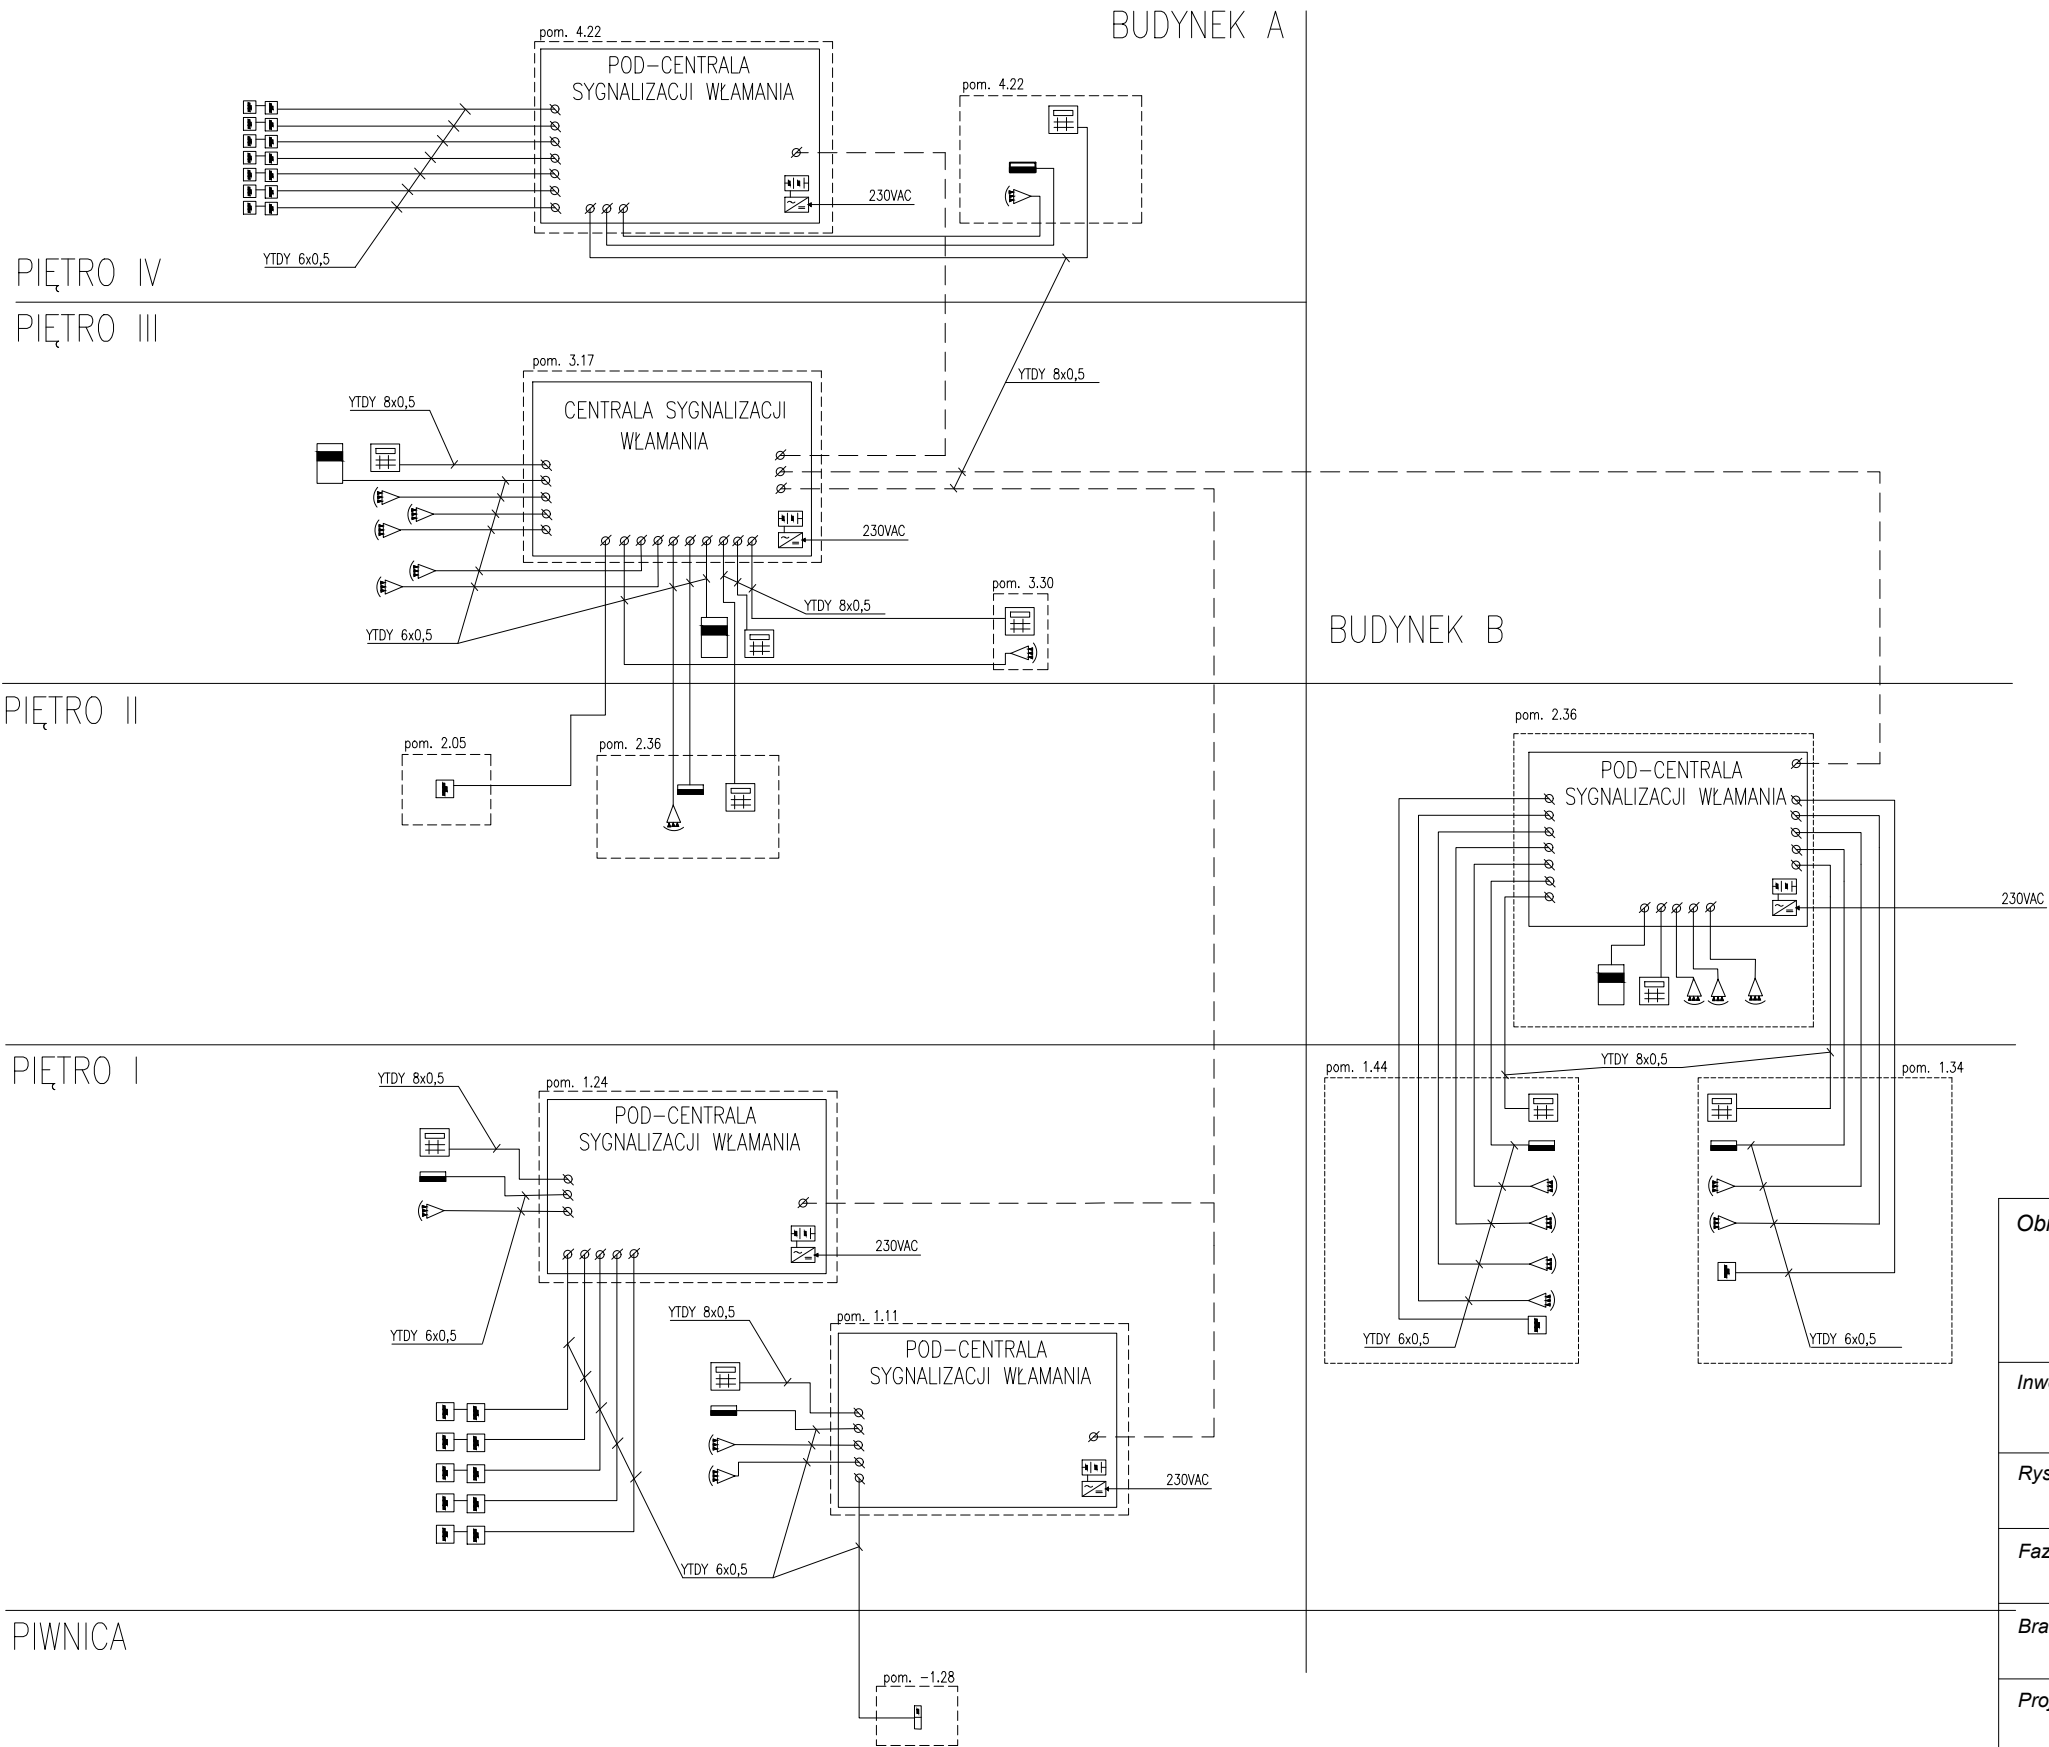 BUDYNEK A
pom. 4.22
POD-CENTRALA
SYGNALIZACJI WŁAMANIA
230VAC
pom. 4.22
YTDY 6x0,5
PIĘTRO IV
PIĘTRO III
pom. 3.17
CENTRALA SYGNALIZACJI
WŁAMANIA
YTDY 8x0,5
YTDY 8x0,5
230VAC
YTDY 8x0,5
pom. 3.30
YTDY 6x0,5
BUDYNEK B
PIĘTRO II
pom. 2.05
pom. 2.36
pom. 2.36
POD-CENTRALA
SYGNALIZACJI WŁAMANIA
230VAC
PIĘTRO I
YTDY 8x0,5
pom. 1.24
POD-CENTRALA
SYGNALIZACJI WŁAMANIA
230VAC
YTDY 6x0,5
YTDY 8x0,5
pom. 1.11
POD-CENTRALA
SYGNALIZACJI WŁAMANIA
230VAC
YTDY 6x0,5
pom. 1.44
YTDY 8x0,5
pom. 1.34
YTDY 6x0,5
YTDY 6x0,5
PIWNICA
pom. -1.28